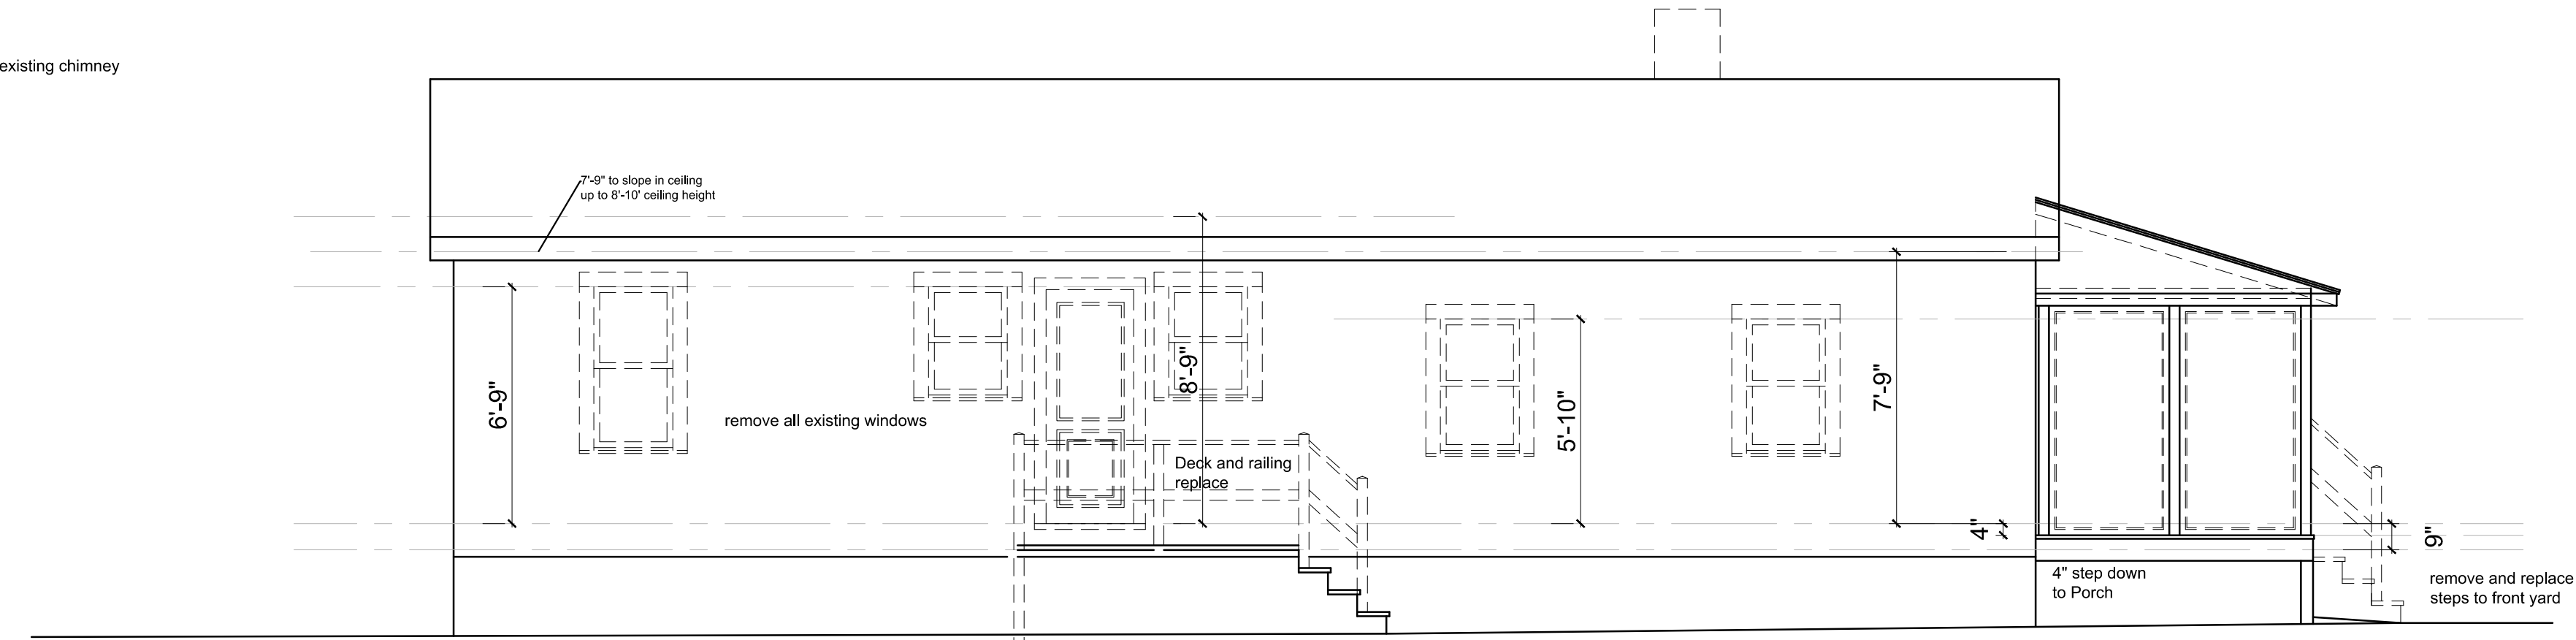 existing chimney
7'-9" to slope in ceiling
up to 8'-10' ceiling height
6'-9"
remove all existing windows
8'-9"
Deck and railing
replace
5'-10"
7'-9"
4"
9"
4" step down
to Porch
remove and replace
steps to front yard